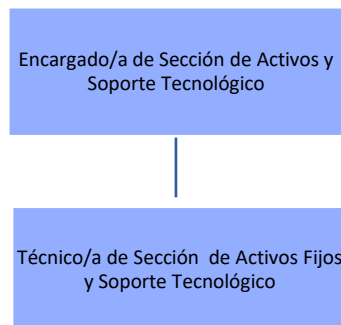 Encargado/a de Sección de Activos y
Soporte Tecnológico
Técnico/a de Sección  de Activos Fijos
y Soporte Tecnológico